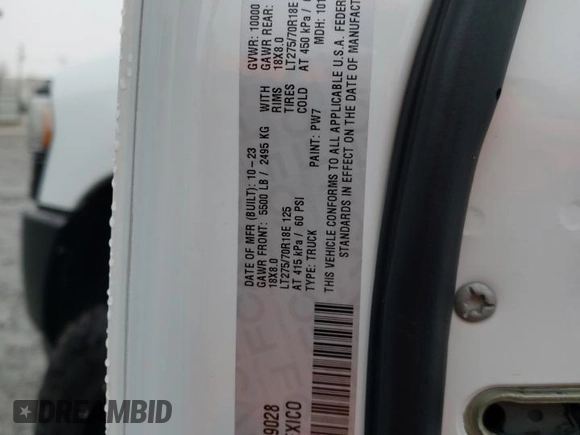 DATE OF MFR (BUILT): 10-23 GVWR: 10000
GAWR FRONT: 5500 LB / 2495 KG WITH GAWR REAR:
18X8.0 RIMS 18X8.0
LT275/70R18E 125 TIRES LT275/70R18E
AT 415 kPa / 60 PSI COLD AT 450 kPa /
TYPE: TRUCK PAINT: PW7 MDH: 101
THIS VEHICLE CONFORMS TO ALL APPLICABLE U.S.A. FEDER
STANDARDS IN EFFECT ON THE DATE OF MANUFACT
9028
EXICO
DREAMBID